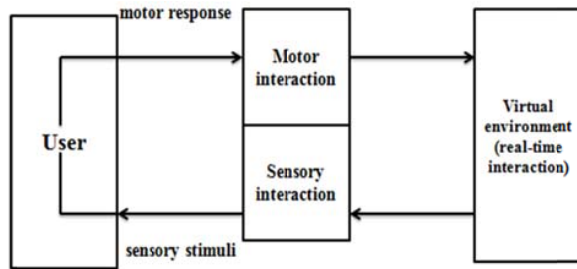 motor response
Motor
interaction
User
Virtual
environment
(real-time
interaction)
Sensory
interaction
sensory stimuli